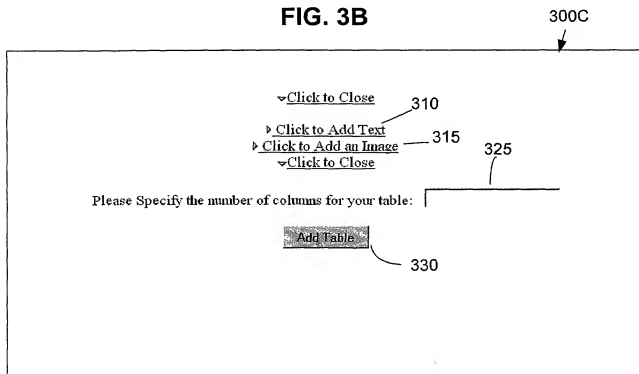 FIG. 3B
300C
▿Click to Close
310
▹ Click to Add Text
315
▹ Click to Add an Image
325
▿Click to Close
Please Specify the number of columns for your table:
Add Table
330